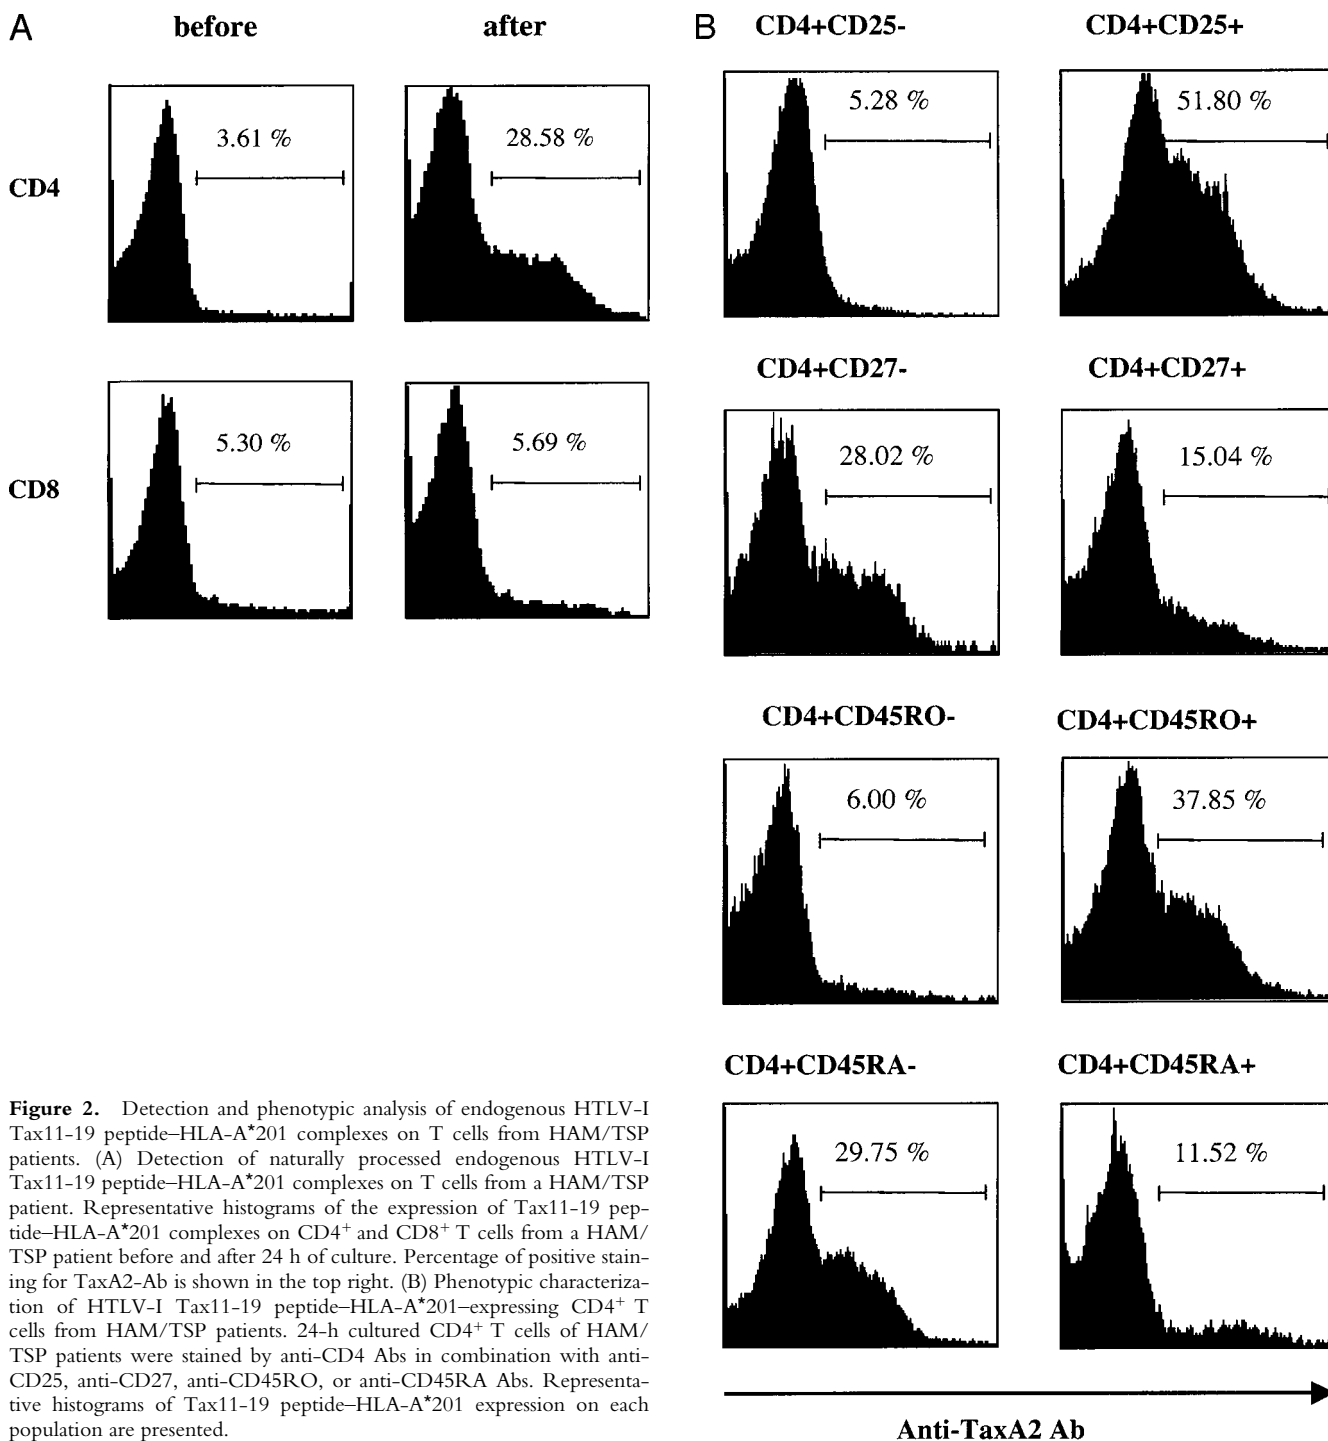 A before after
3.61 % 28.58 %
CD4
5.30 % 5.69 %
CD8
B CD4+CD25- CD4+CD25+
5.28 % 51.80 %
CD4+CD27- CD4+CD27+
28.02 % 15.04 %
CD4+CD45RO- CD4+CD45RO+
6.00 % 37.85 %
CD4+CD45RA- CD4+CD45RA+
29.75 % 11.52 %
Anti-TaxA2 Ab
Figure 2. Detection and phenotypic analysis of endogenous HTLV-I
Tax11-19 peptide–HLA-A*201 complexes on T cells from HAM/TSP
patients. (A) Detection of naturally processed endogenous HTLV-I
Tax11-19 peptide–HLA-A*201 complexes on T cells from a HAM/TSP
patient. Representative histograms of the expression of Tax11-19 pep-
tide–HLA-A*201 complexes on CD4+ and CD8+ T cells from a HAM/
TSP patient before and after 24 h of culture. Percentage of positive stain-
ing for TaxA2-Ab is shown in the top right. (B) Phenotypic characteriza-
tion of HTLV-I Tax11-19 peptide–HLA-A*201–expressing CD4+ T
cells from HAM/TSP patients. 24-h cultured CD4+ T cells of HAM/
TSP patients were stained by anti-CD4 Abs in combination with anti-
CD25, anti-CD27, anti-CD45RO, or anti-CD45RA Abs. Representa-
tive histograms of Tax11-19 peptide–HLA-A*201 expression on each
population are presented.